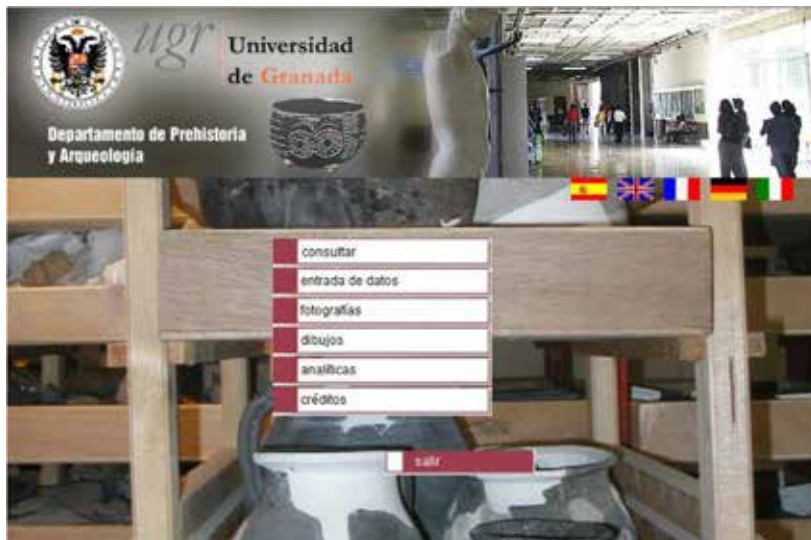 ugr
Universidad
de Granada
Departamento de Prehistoria
y Arqueología
consultar
entrada de datos
fotografías
dibujos
analíticas
créditos
salir